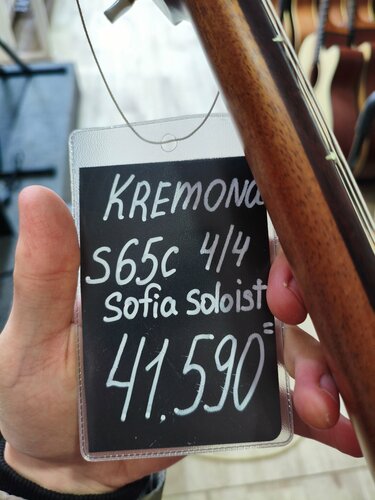 KREMONA
S65c 4/4
Sofia Soloist
41.590=